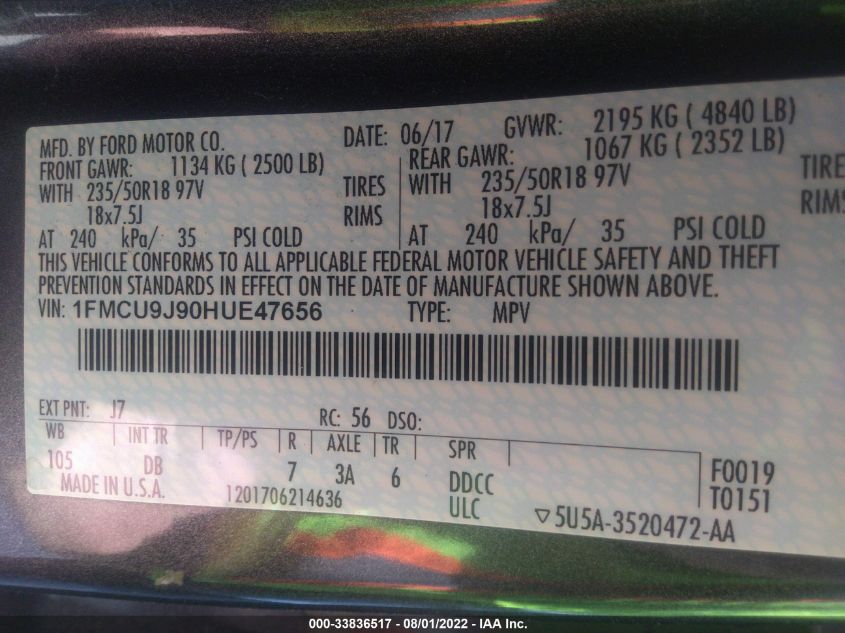 MFD. BY FORD MOTOR CO. DATE: 06/17 GVWR: 2195 KG ( 4840 LB)
FRONT GAWR: 1134 KG ( 2500 LB) REAR GAWR: 1067 KG ( 2352 LB)
WITH 235/50R18 97V TIRES WITH 235/50R18 97V TIRE
18x7.5J RIMS 18x7.5J RIMS
AT 240 kPa/ 35 PSI COLD AT 240 kPa/ 35 PSI COLD
THIS VEHICLE CONFORMS TO ALL APPLICABLE FEDERAL MOTOR VEHICLE SAFETY AND THEFT
PREVENTION STANDARDS IN EFFECT ON THE DATE OF MANUFACTURE SHOWN ABOVE.
VIN: 1FMCU9J90HUE47656 TYPE: MPV
EXT PNT: J7 RC: 56 DSO:
WB INT TR TP/PS R AXLE TR SPR
105 DB 7 3A 6 DDCC F0019
MADE IN U.S.A. 1201706214636 ULC T0151
▽5U5A-3520472-AA
000-33836517 - 08/01/2022 - IAA Inc.